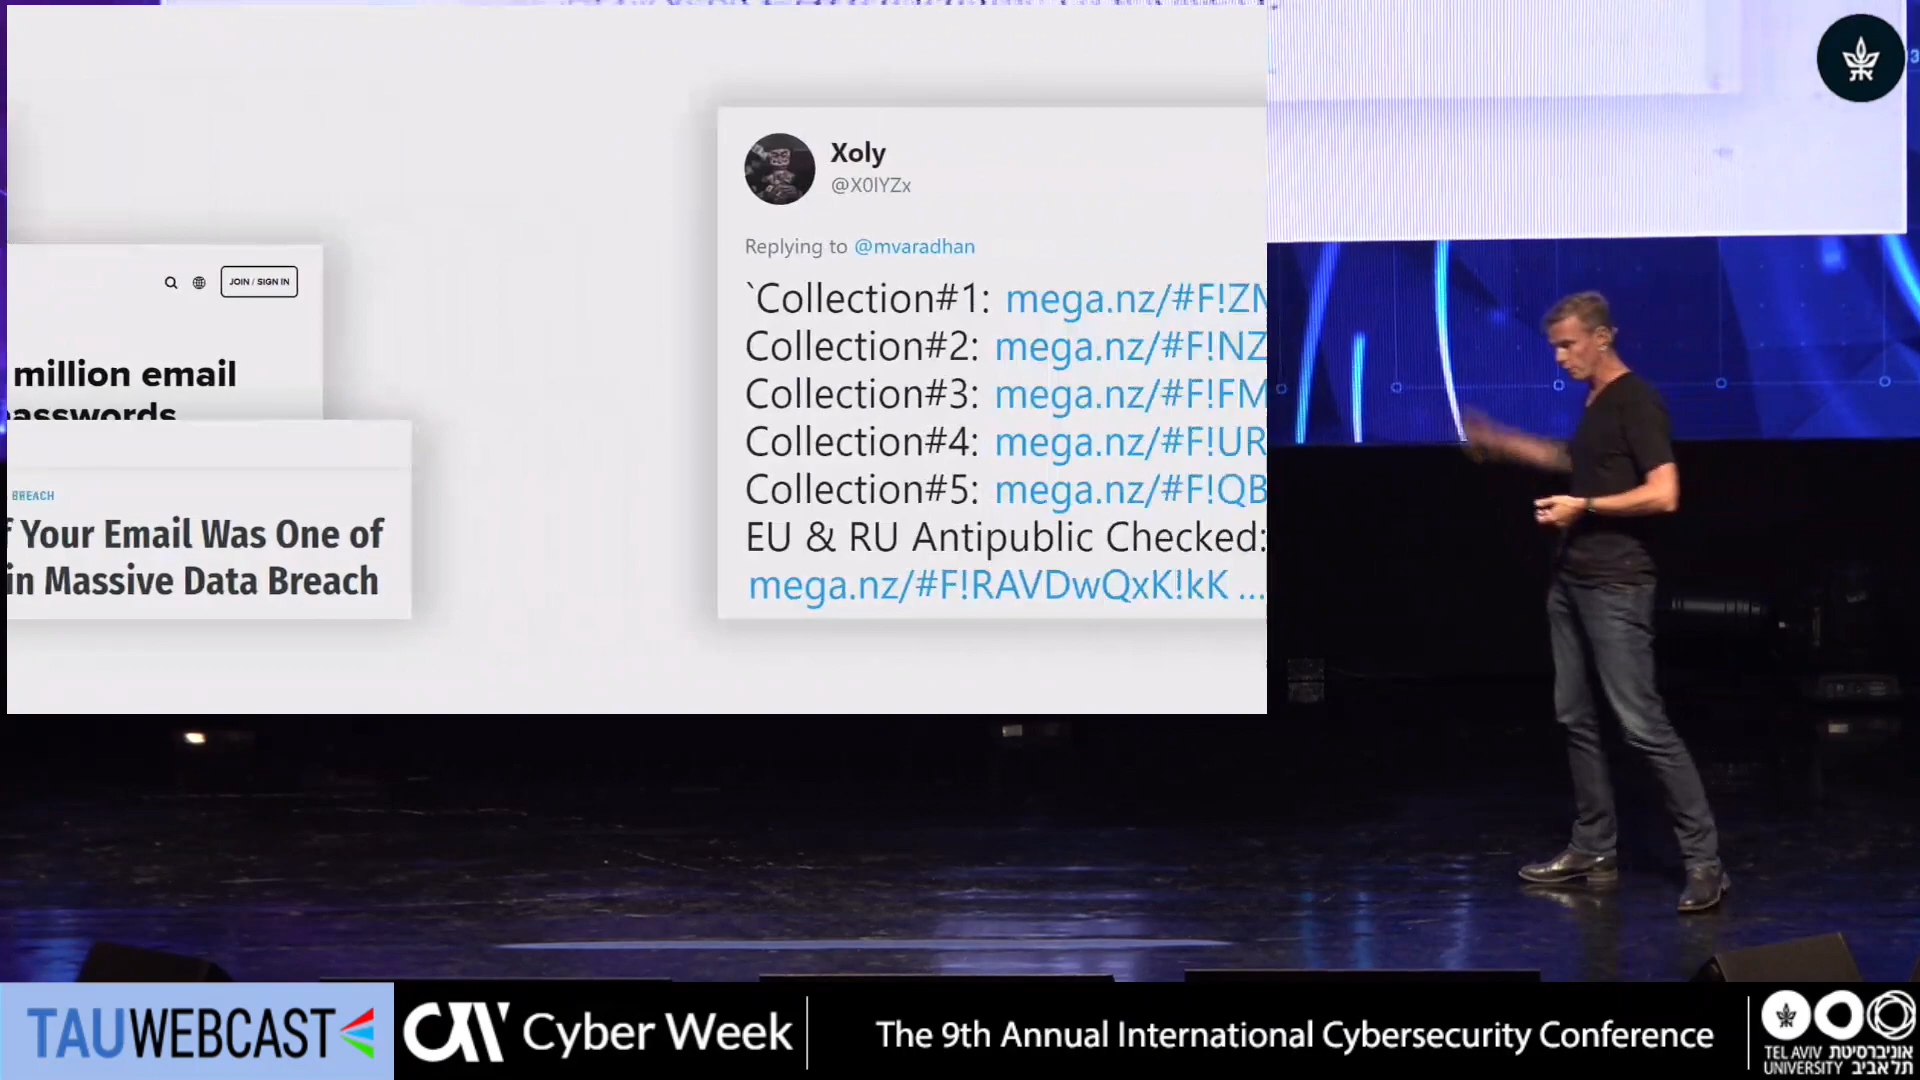 JOIN / SIGN IN
million email
passwords
BREACH
f Your Email Was One of
in Massive Data Breach
Xoly
@X0lYZx
Replying to @mvaradhan
`Collection#1: mega.nz/#F!ZM
Collection#2: mega.nz/#F!NZ
Collection#3: mega.nz/#F!FM
Collection#4: mega.nz/#F!UR
Collection#5: mega.nz/#F!QB
EU & RU Antipublic Checked:
mega.nz/#F!RAVDwQxK!kK ...
TAUWEBCAST
Cyber Week
The 9th Annual International Cybersecurity Conference
TEL AVIV אוניברסיטת
UNIVERSITY תל אביב